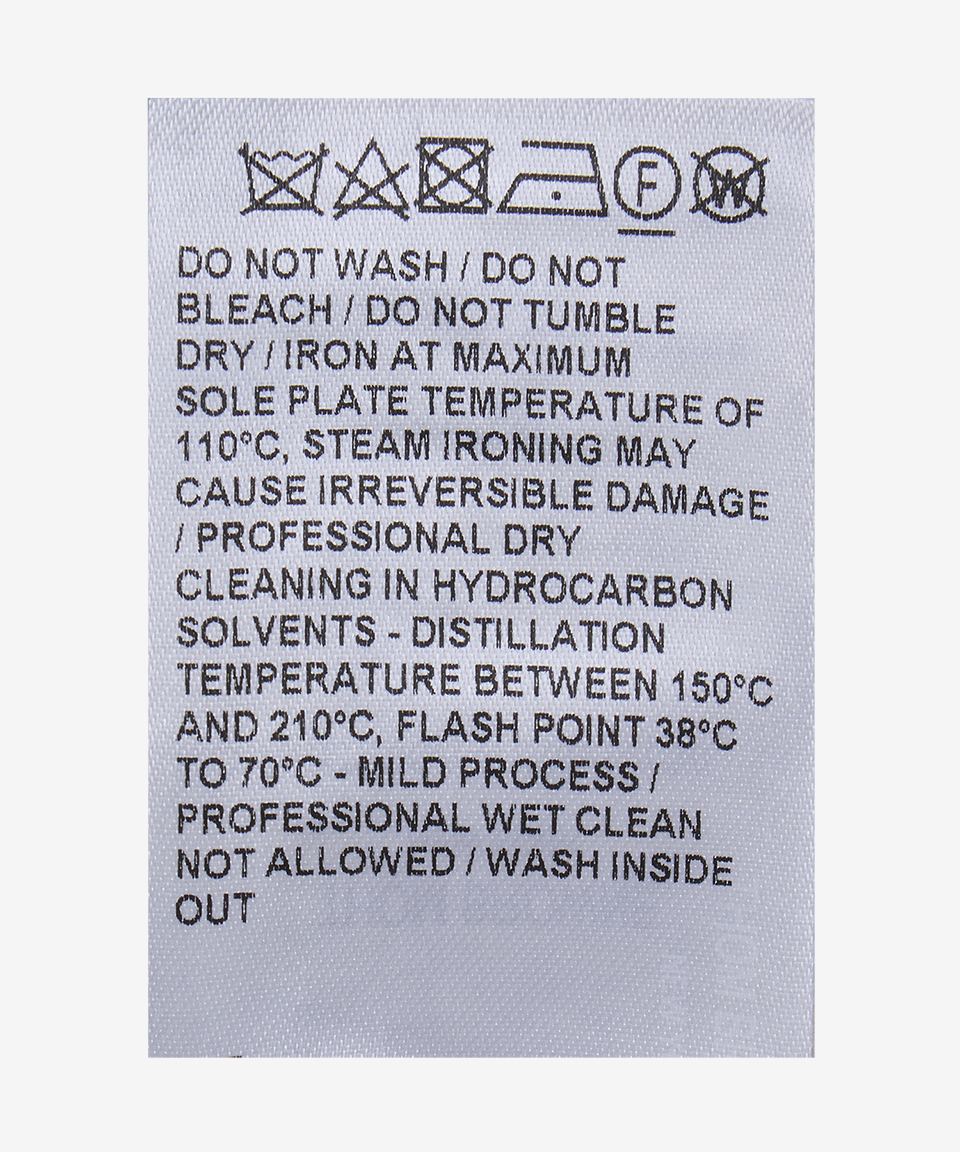 F W
DO NOT WASH / DO NOT
BLEACH / DO NOT TUMBLE
DRY / IRON AT MAXIMUM
SOLE PLATE TEMPERATURE OF
110°C, STEAM IRONING MAY
CAUSE IRREVERSIBLE DAMAGE
/ PROFESSIONAL DRY
CLEANING IN HYDROCARBON
SOLVENTS - DISTILLATION
TEMPERATURE BETWEEN 150°C
AND 210°C, FLASH POINT 38°C
TO 70°C - MILD PROCESS /
PROFESSIONAL WET CLEAN
NOT ALLOWED / WASH INSIDE
OUT